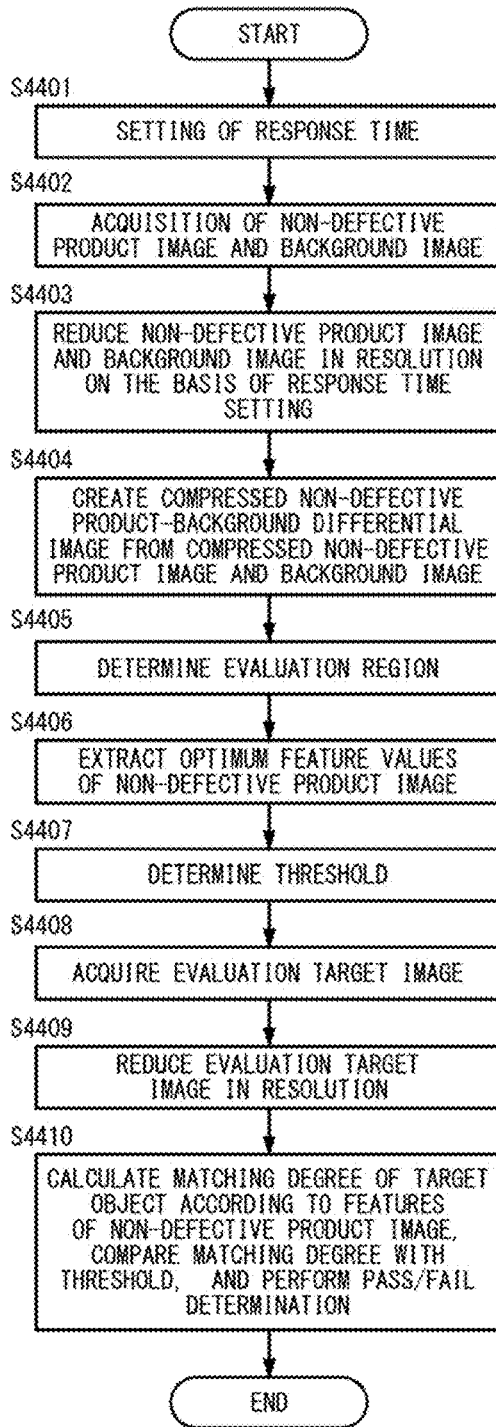 START
S4401
SETTING OF RESPONSE TIME
S4402
ACQUISITION OF NON-DEFECTIVE
PRODUCT IMAGE AND BACKGROUND IMAGE
S4403
REDUCE NON-DEFECTIVE PRODUCT IMAGE
AND BACKGROUND IMAGE IN RESOLUTION
ON THE BASIS OF RESPONSE TIME
SETTING
S4404
CREATE COMPRESSED NON-DEFECTIVE
PRODUCT-BACKGROUND DIFFERENTIAL
IMAGE FROM COMPRESSED NON-DEFECTIVE
PRODUCT IMAGE AND BACKGROUND IMAGE
S4405
DETERMINE EVALUATION REGION
S4406
EXTRACT OPTIMUM FEATURE VALUES
OF NON-DEFECTIVE PRODUCT IMAGE
S4407
DETERMINE THRESHOLD
S4408
ACQUIRE EVALUATION TARGET IMAGE
S4409
REDUCE EVALUATION TARGET
IMAGE IN RESOLUTION
S4410
CALCULATE MATCHING DEGREE OF TARGET
OBJECT ACCORDING TO FEATURES
OF NON-DEFECTIVE PRODUCT IMAGE,
COMPARE MATCHING DEGREE WITH
THRESHOLD, AND PERFORM PASS/FAIL
DETERMINATION
END